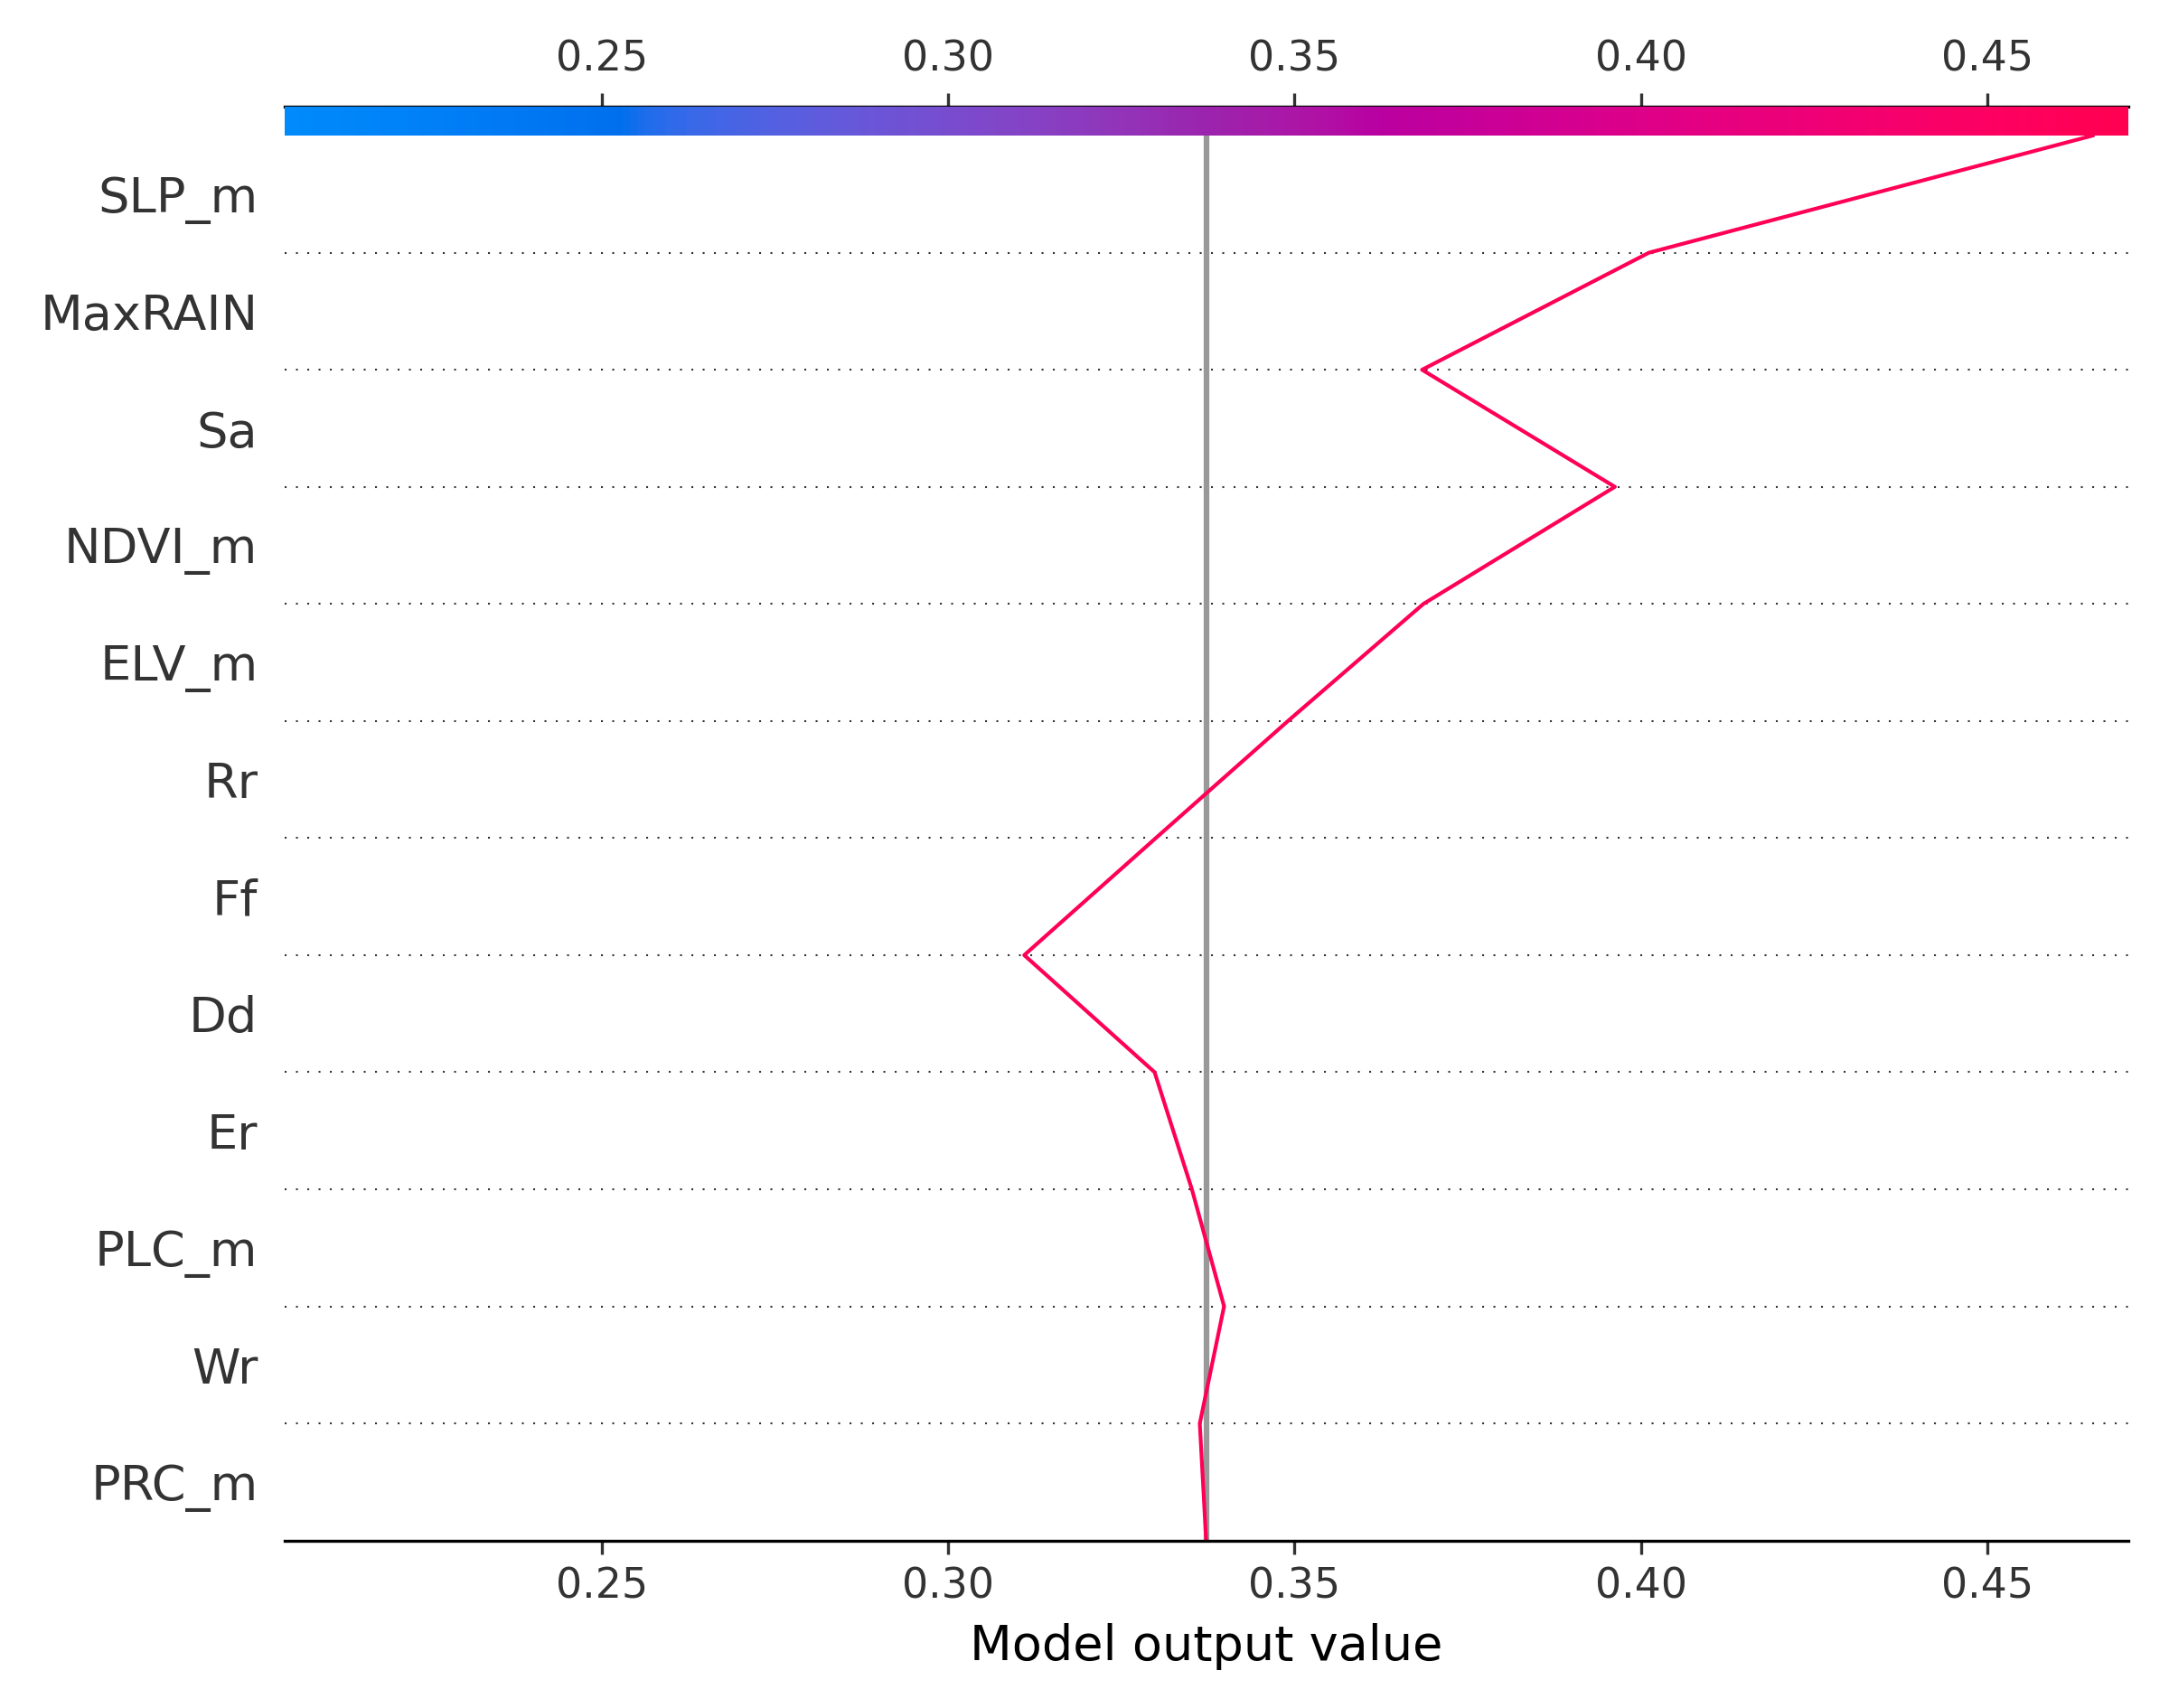 0.25 0.30 0.35 0.40 0.45
SLP_m
MaxRAIN
Sa
NDVI_m
ELV_m
Rr
Ff
Dd
Er
PLC_m
Wr
PRC_m
0.25 0.30 0.35 0.40 0.45
Model output value